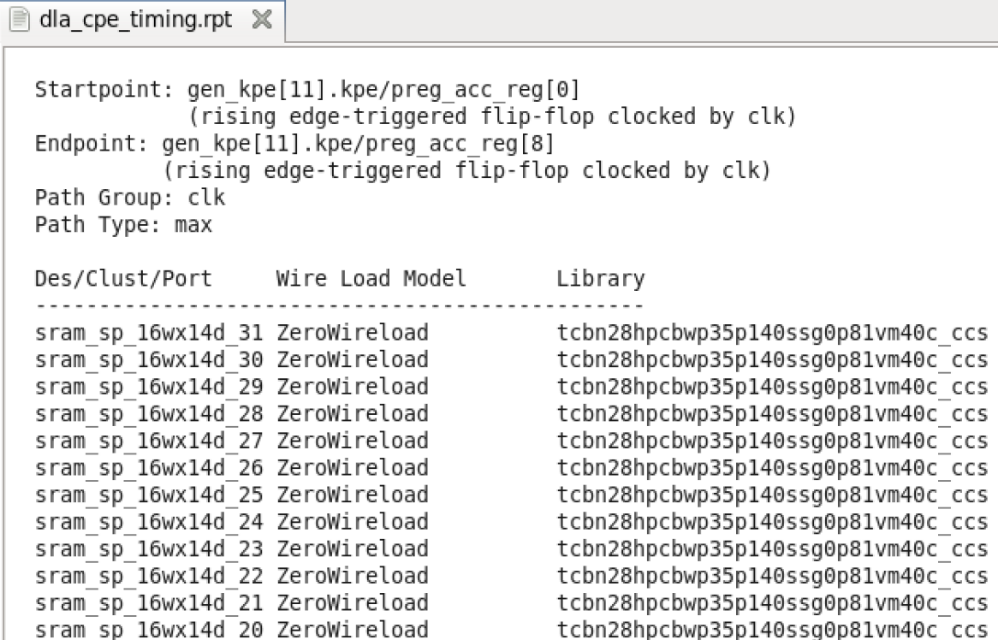 dla_cpe_timing.rpt
Startpoint: gen_kpe[11].kpe/preg_acc_reg[0]
(rising edge-triggered flip-flop clocked by clk)
Endpoint: gen_kpe[11].kpe/preg_acc_reg[8]
(rising edge-triggered flip-flop clocked by clk)
Path Group: clk
Path Type: max
Des/Clust/Port Wire Load Model Library
------------------------------------------------
sram_sp_16wx14d_31 ZeroWireload tcbn28hpcbwp35p140ssg0p81vm40c_ccs
sram_sp_16wx14d_30 ZeroWireload tcbn28hpcbwp35p140ssg0p81vm40c_ccs
sram_sp_16wx14d_29 ZeroWireload tcbn28hpcbwp35p140ssg0p81vm40c_ccs
sram_sp_16wx14d_28 ZeroWireload tcbn28hpcbwp35p140ssg0p81vm40c_ccs
sram_sp_16wx14d_27 ZeroWireload tcbn28hpcbwp35p140ssg0p81vm40c_ccs
sram_sp_16wx14d_26 ZeroWireload tcbn28hpcbwp35p140ssg0p81vm40c_ccs
sram_sp_16wx14d_25 ZeroWireload tcbn28hpcbwp35p140ssg0p81vm40c_ccs
sram_sp_16wx14d_24 ZeroWireload tcbn28hpcbwp35p140ssg0p81vm40c_ccs
sram_sp_16wx14d_23 ZeroWireload tcbn28hpcbwp35p140ssg0p81vm40c_ccs
sram_sp_16wx14d_22 ZeroWireload tcbn28hpcbwp35p140ssg0p81vm40c_ccs
sram_sp_16wx14d_21 ZeroWireload tcbn28hpcbwp35p140ssg0p81vm40c_ccs
sram_sp_16wx14d_20 ZeroWireload tcbn28hpcbwp35p140ssg0p81vm40c_ccs